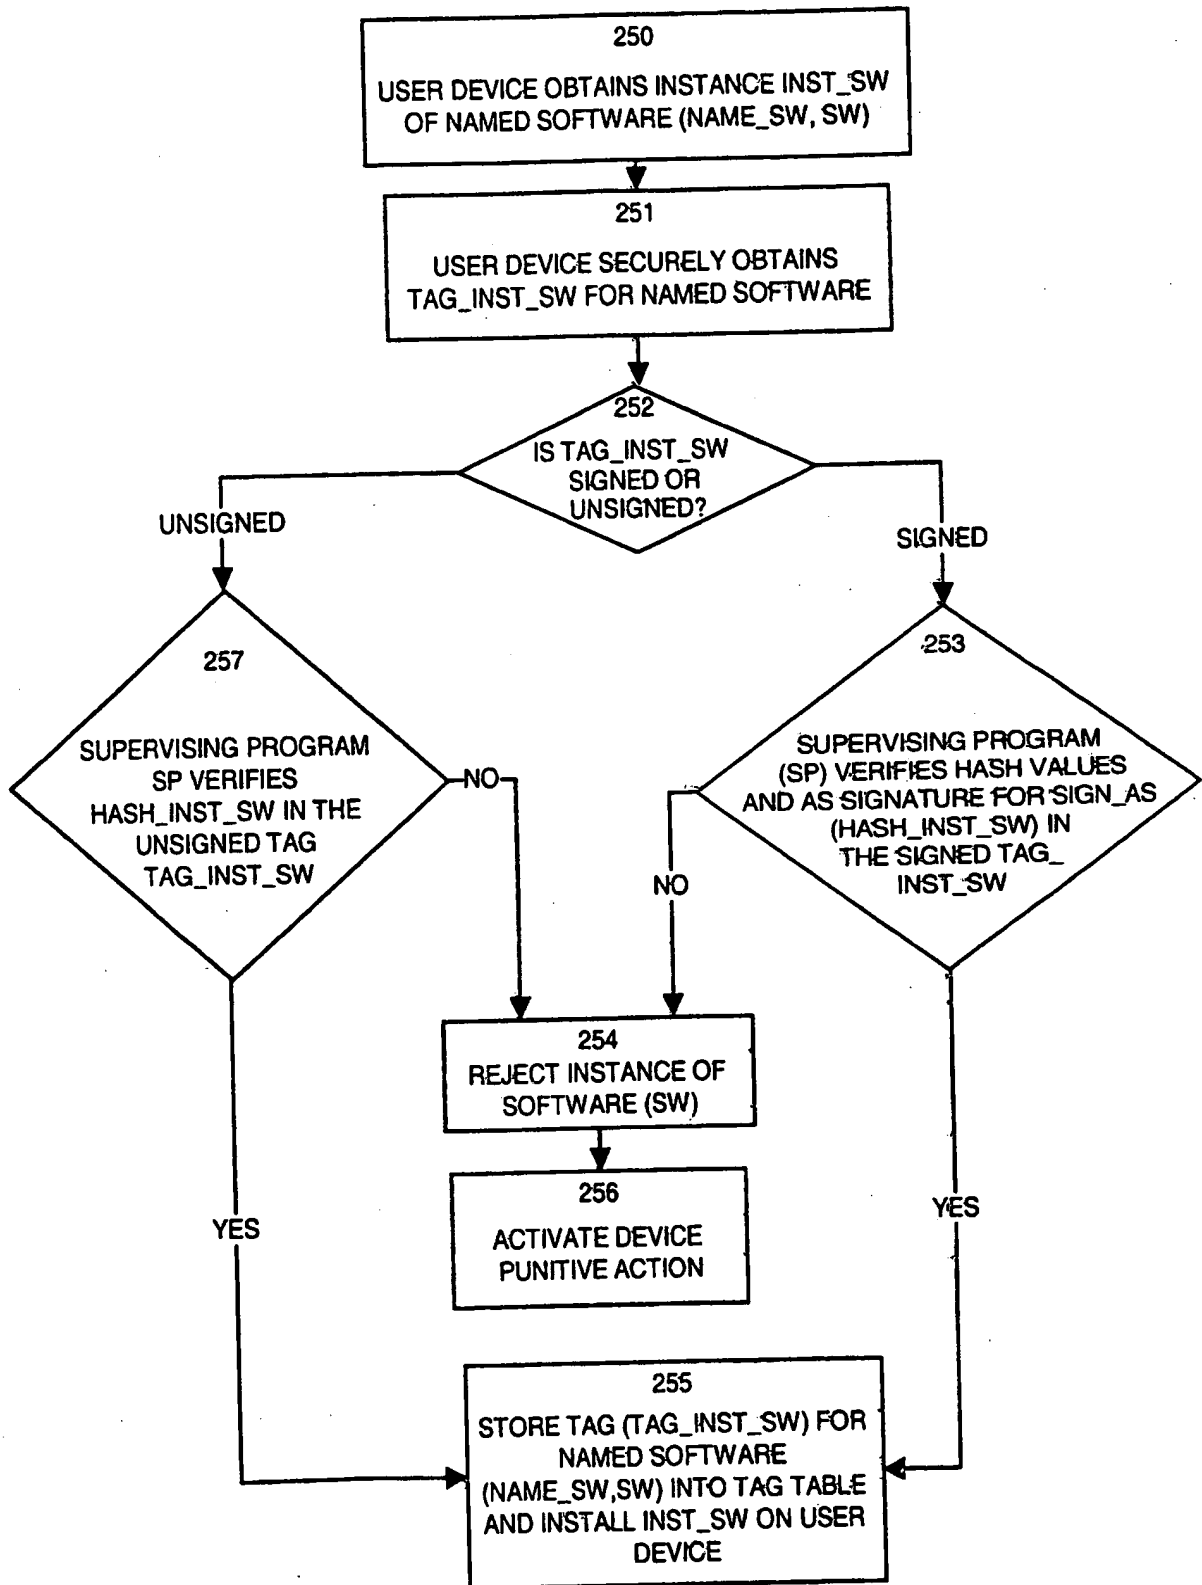 250
USER DEVICE OBTAINS INSTANCE INST_SW
OF NAMED SOFTWARE (NAME_SW, SW)
251
USER DEVICE SECURELY OBTAINS
TAG_INST_SW FOR NAMED SOFTWARE
252
IS TAG_INST_SW
SIGNED OR
UNSIGNED?
UNSIGNED
SIGNED
257
SUPERVISING PROGRAM
SP VERIFIES
HASH_INST_SW IN THE
UNSIGNED TAG
TAG_INST_SW
NO
253
SUPERVISING PROGRAM
(SP) VERIFIES HASH VALUES
AND AS SIGNATURE FOR SIGN_AS
(HASH_INST_SW) IN
THE SIGNED TAG_
INST_SW
NO
254
REJECT INSTANCE OF
SOFTWARE (SW)
256
ACTIVATE DEVICE
PUNITIVE ACTION
YES
YES
255
STORE TAG (TAG_INST_SW) FOR
NAMED SOFTWARE
(NAME_SW,SW) INTO TAG TABLE
AND INSTALL INST_SW ON USER
DEVICE